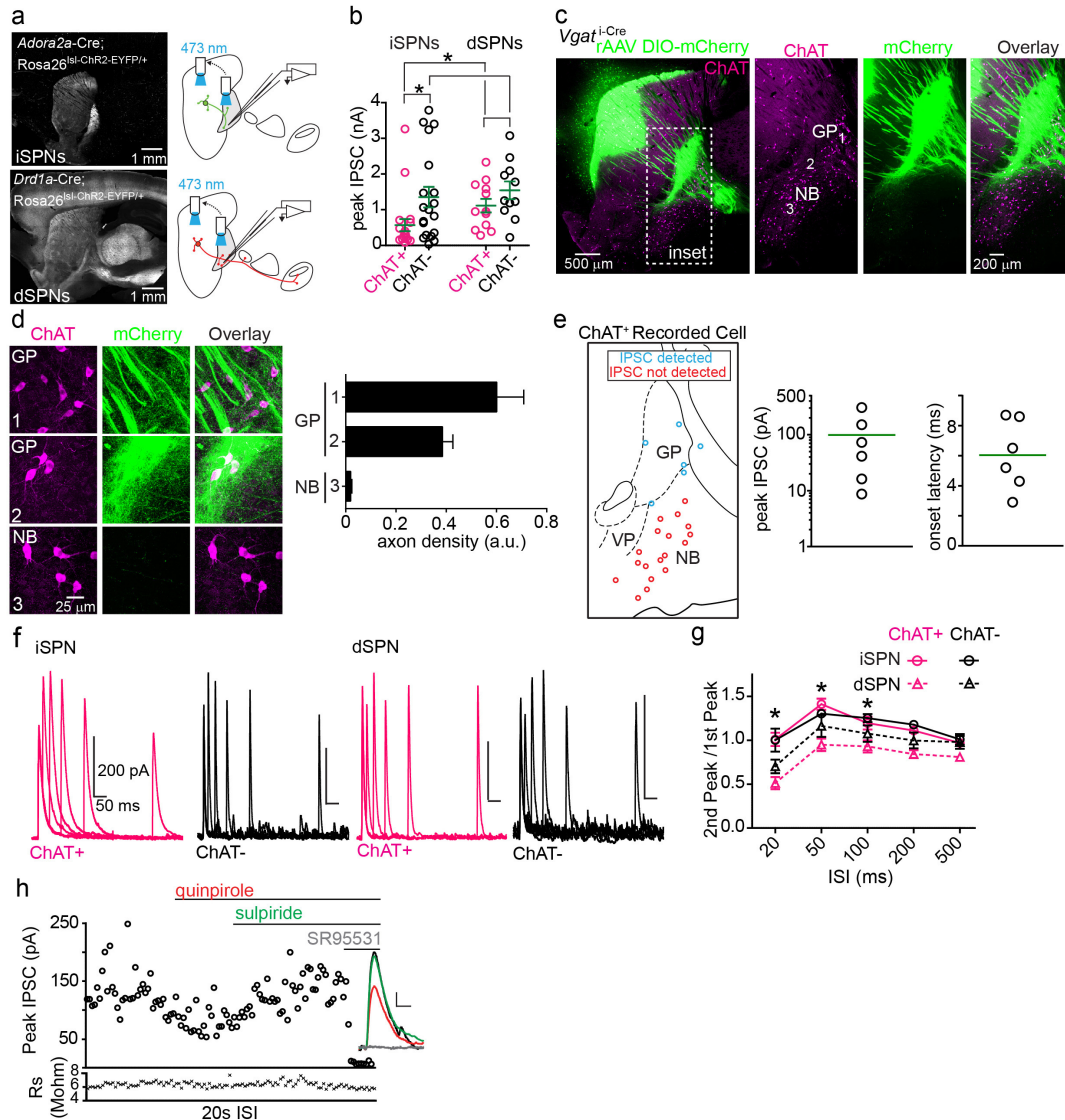 a
Adora2a-Cre;
Rosa26lsl-ChR2-EYFP/+
iSPNs
1 mm
473 nm
Drd1a-Cre;
Rosa26lsl-ChR2-EYFP/+
dSPNs
1 mm
473 nm
b
iSPNs dSPNs
*
*
peak IPSC (nA)
4
3
2
1
0
ChAT+
ChAT-
ChAT+
ChAT-
c
Vgat i-Cre
rAAV DIO-mCherry
ChAT
500 µm
inset
ChAT
GP1
2
NB
3
mCherry
Overlay
200 µm
d
ChAT mCherry Overlay
GP
1
GP
2
NB
3
25 µm
GP
1
2
NB
3
0 0.2 0.4 0.6 0.8
axon density (a.u.)
e
ChAT+ Recorded Cell
IPSC detected
IPSC not detected
GP
VP
NB
peak IPSC (pA)
500
100
10
1
onset latency (ms)
9
6
3
0
f
iSPN dSPN
200 pA
50 ms
ChAT+
ChAT-
ChAT+
ChAT-
g
ChAT+ ChAT-
iSPN
dSPN
* * *
2nd Peak /1st Peak
1.5
1.0
0.5
0.0
20 50 100 200 500
ISI (ms)
h
quinpirole
sulpiride
SR95531
Peak IPSC (pA)
250
150
50
Rs
(Mohm)
8
6
4
20s ISI